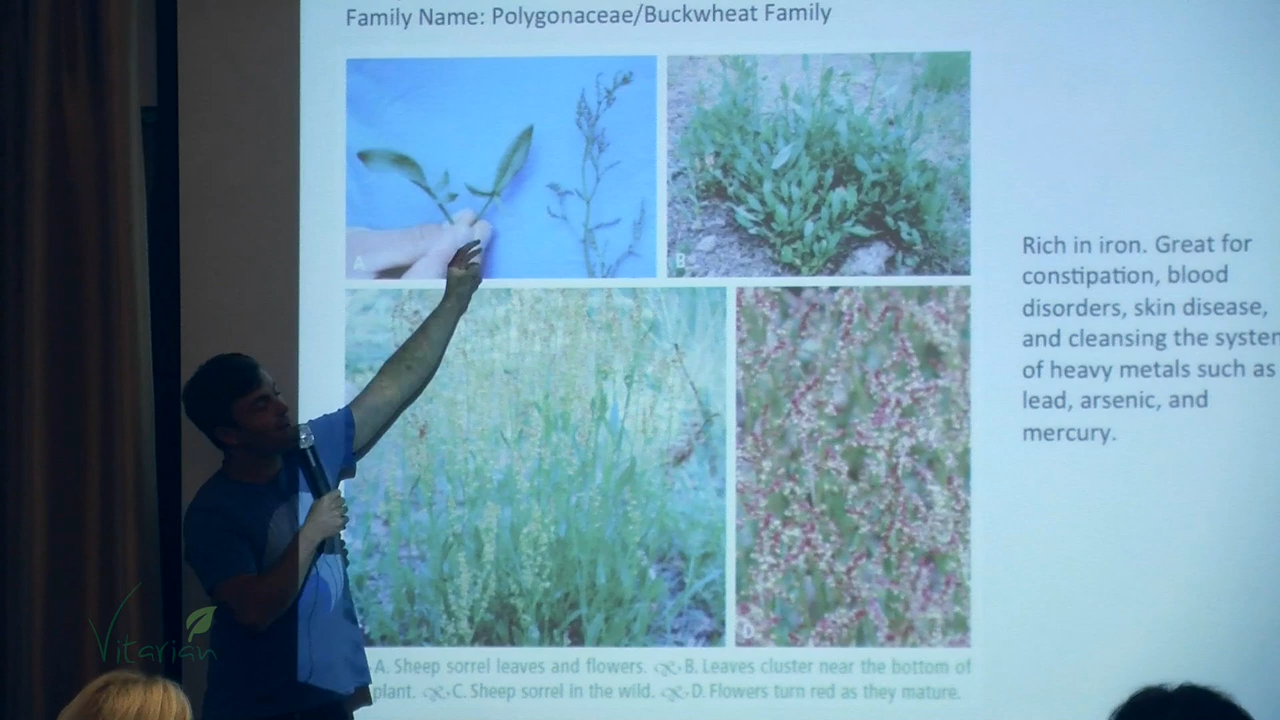 Family Name: Polygonaceae/Buckwheat Family
A
B
Rich in iron. Great for
constipation, blood
disorders, skin disease,
and cleansing the system
of heavy metals such as
lead, arsenic, and
mercury.
D
A. Sheep sorrel leaves and flowers. B. Leaves cluster near the bottom of
plant. C. Sheep sorrel in the wild. D. Flowers turn red as they mature.
Vitarian